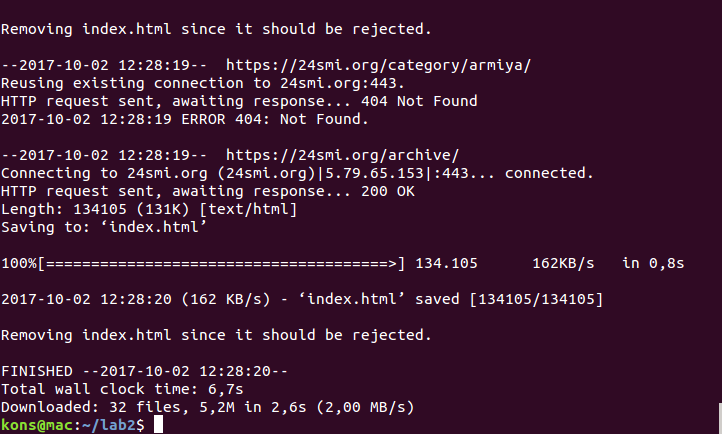 Removing index.html since it should be rejected.
--2017-10-02 12:28:19--  https://24smi.org/category/armiya/
Reusing existing connection to 24smi.org:443.
HTTP request sent, awaiting response... 404 Not Found
2017-10-02 12:28:19 ERROR 404: Not Found.
--2017-10-02 12:28:19--  https://24smi.org/archive/
Connecting to 24smi.org (24smi.org)|5.79.65.153|:443... connected.
HTTP request sent, awaiting response... 200 OK
Length: 134105 (131K) [text/html]
Saving to: ‘index.html’
100%[======================================>] 134.105      162KB/s   in 0,8s
2017-10-02 12:28:20 (162 KB/s) - ‘index.html’ saved [134105/134105]
Removing index.html since it should be rejected.
FINISHED --2017-10-02 12:28:20--
Total wall clock time: 6,7s
Downloaded: 32 files, 5,2M in 2,6s (2,00 MB/s)
kons@mac:~/lab2$